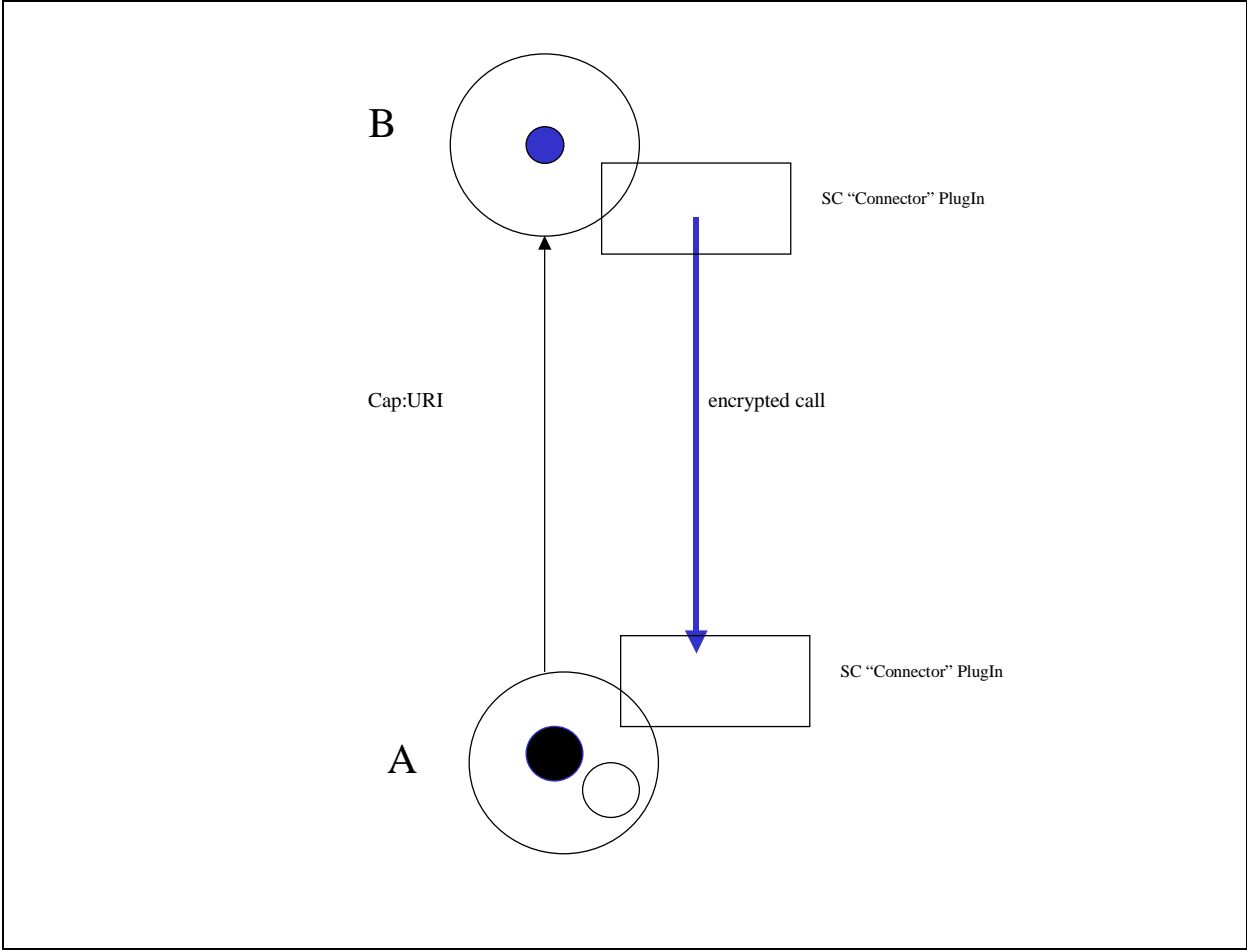 B
SC “Connector” PlugIn
Cap:URI
encrypted call
SC “Connector” PlugIn
A